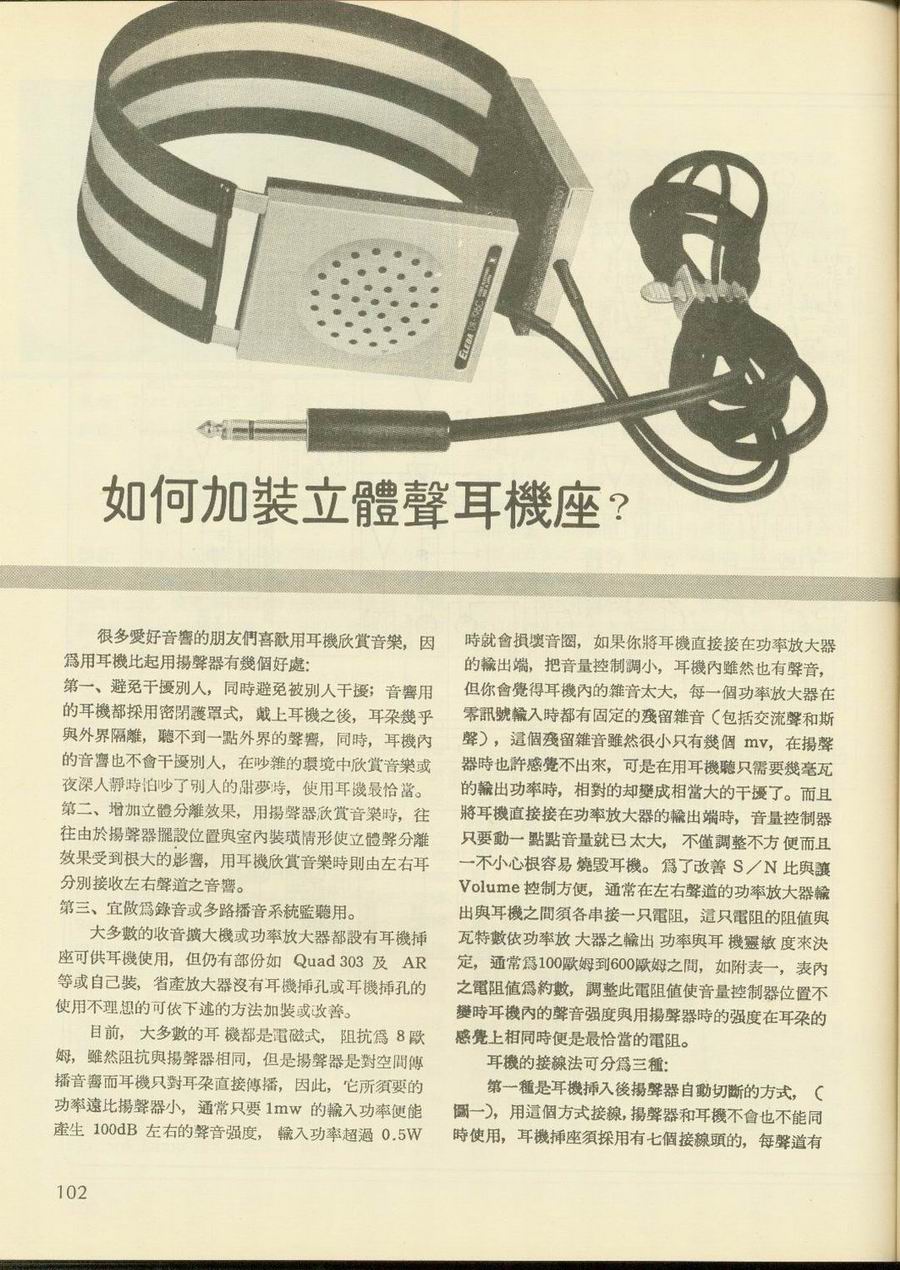 ELEBA
如何加裝立體聲耳機座?
很多愛好音響的朋友們喜歡用耳機欣賞音樂, 因
爲用耳機比起用揚聲器有幾個好處:
第一、避免干擾別人, 同時避免被別人干擾; 音響用
的耳機都採用密閉護罩式, 戴上耳機之後, 耳朶幾乎
與外界隔離, 聽不到一點外界的聲響, 同時, 耳機內
的音響也不會干擾別人, 在吵雜的環境中欣賞音樂或
夜深人靜時怕吵了別人的甜夢時, 使用耳機最恰當。
第二、增加立體分離效果, 用揚聲器欣賞音樂時, 往
往由於揚聲器擺設位置與室內裝璜情形使立體聲分離
效果受到根大的影響, 用耳機欣賞音樂時則由左右耳
分別接收左右聲道之音響。
第三、宜做爲錄音或多路播音系統監聽用。
大多數的收音擴大機或功率放大器都設有耳機挿
座可供耳機使用, 但仍有部份如 Quad 303 及 AR
等或自己裝, 省產放大器沒有耳機挿孔或耳機挿孔的
使用不理想的可依下述的方法加裝或改善。
目前, 大多數的耳機都是電磁式, 阻抗爲 8 歐
姆, 雖然阻抗與揚聲器相同, 但是揚聲器是對空間傳
播音響而耳機只對耳朶直接傳播, 因此, 它所須要的
功率遠比揚聲器小, 通常只要 1mw 的輸入功率便能
產生 100dB 左右的聲音强度, 輸入功率超過 0.5W
時就會損壞音圈, 如果你將耳機直接接在功率放大器
的輸出端, 把音量控制調小, 耳機內雖然也有聲音,
但你會覺得耳機內的雜音太大, 每一個功率放大器在
零訊號輸入時都有固定的殘留雜音（包括交流聲和斯
聲）, 這個殘留雜音雖然很小只有幾個 mv, 在揚聲
器時也許感覺不出來, 可是在用耳機聽只需要幾毫瓦
的輸出功率時, 相對的却變成相當大的干擾了。而且
將耳機直接接在功率放大器的輸出端時, 音量控制器
只要動一點點音量就已太大, 不僅調整不方便而且
一不小心根容易燒毀耳機。爲了改善 S／N 比與讓
Volume 控制方便, 通常在左右聲道的功率放大器輸
出與耳機之間須各串接一只電阻, 這只電阻的阻值與
瓦特數依功率放大器之輸出功率與耳機靈敏度來決
定, 通常爲100歐姆到600歐姆之間, 如附表一, 表內
之電阻值爲約數, 調整此電阻值使音量控制器位置不
變時耳機內的聲音强度與用揚聲器時的强度在耳朶的
感覺上相同時便是最恰當的電阻。
耳機的接線法可分爲三種:
第一種是耳機挿入後揚聲器自動切斷的方式, （
圖一）, 用這個方式接線, 揚聲器和耳機不會也不能同
時使用, 耳機挿座須採用有七個接線頭的, 每聲道有
102